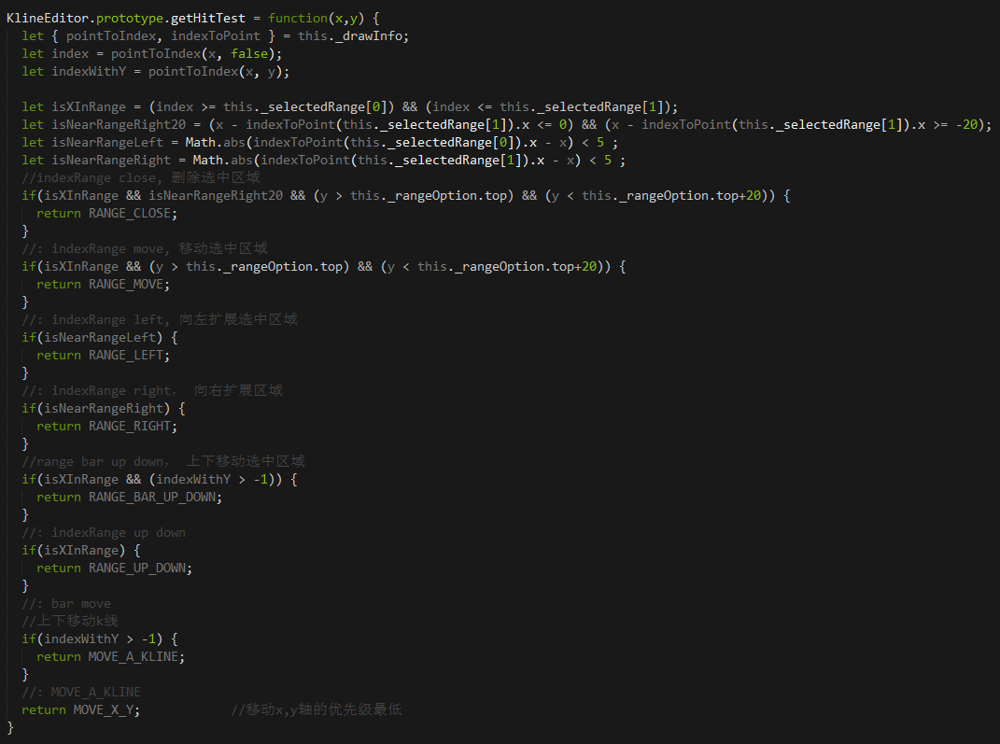 KlineEditor.prototype.getHitTest = function(x,y) {
let { pointToIndex, indexToPoint } = this._drawInfo;
let index = pointToIndex(x, false);
let indexWithY = pointToIndex(x, y);
let isXInRange = (index >= this._selectedRange[0]) && (index <= this._selectedRange[1]);
let isNearRangeRight20 = (x - indexToPoint(this._selectedRange[1]).x <= 0) && (x - indexToPoint(this._selectedRange[1]).x >= -20);
let isNearRangeLeft = Math.abs(indexToPoint(this._selectedRange[0]).x - x) < 5 ;
let isNearRangeRight = Math.abs(indexToPoint(this._selectedRange[1]).x - x) < 5 ;
//indexRange close, 删除选中区域
if(isXInRange && isNearRangeRight20 && (y > this._rangeOption.top) && (y < this._rangeOption.top+20)) {
return RANGE_CLOSE;
}
//: indexRange move, 移动选中区域
if(isXInRange && (y > this._rangeOption.top) && (y < this._rangeOption.top+20)) {
return RANGE_MOVE;
}
//: indexRange left, 向左扩展选中区域
if(isNearRangeLeft) {
return RANGE_LEFT;
}
//: indexRange right， 向右扩展区域
if(isNearRangeRight) {
return RANGE_RIGHT;
}
//range bar up down， 上下移动选中区域
if(isXInRange && (indexWithY > -1)) {
return RANGE_BAR_UP_DOWN;
}
//: indexRange up down
if(isXInRange) {
return RANGE_UP_DOWN;
}
//: bar move
//上下移动k线
if(indexWithY > -1) {
return MOVE_A_KLINE;
}
//: MOVE_A_KLINE
return MOVE_X_Y; //移动x,y轴的优先级最低
}